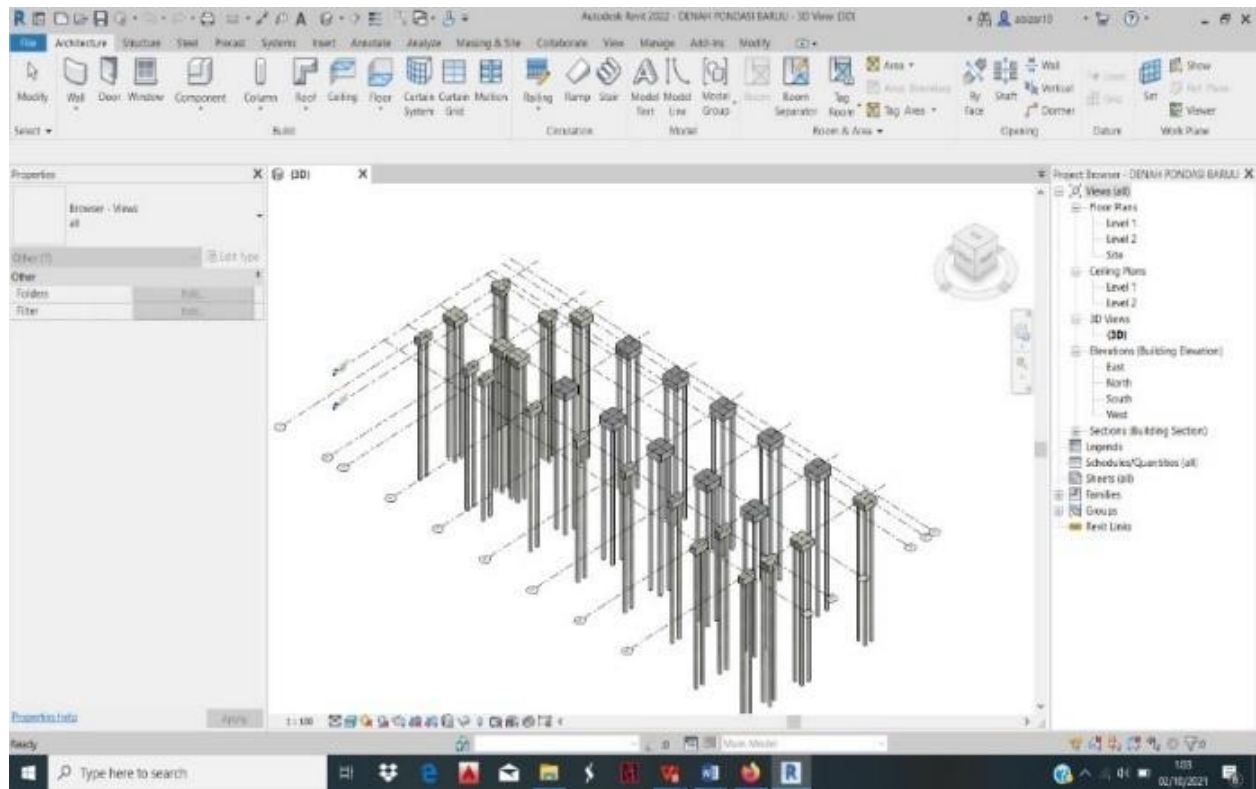 Autodesk Revit 2022 - DENAH PONDASI BARUU - 3D View: {3D}
abizar10
File Architecture Structure Steel Precast Systems Insert Annotate Analyze Massing & Site Collaborate View Manage Add-Ins Modify
Modify Wall Door Window Component Column Roof Ceiling Floor Curtain System Curtain Grid Mullion Railing Ramp Stair Model Text Model Line Model Group Room Room Separator Tag Room Area Tag Area By Face Shaft Wall Vertical Dormer Set Show Viewer
Select Build Circulation Model Room & Area Opening Datum Work Plane
Properties
{3D}
Project Browser - DENAH PONDASI BARUU
Browser - Views
all
Edit Type
Other
Folders
Filter
Views (all)
Floor Plans
Level 1
Level 2
Site
Ceiling Plans
Level 1
Level 2
3D Views
{3D}
Elevations (Building Elevation)
East
North
South
West
Sections (Building Section)
Legends
Schedules/Quantities (all)
Sheets (all)
Families
Groups
Revit Links
Properties help
Apply
1 : 100
Ready
Main Model
Type here to search
1:03
02/10/2021